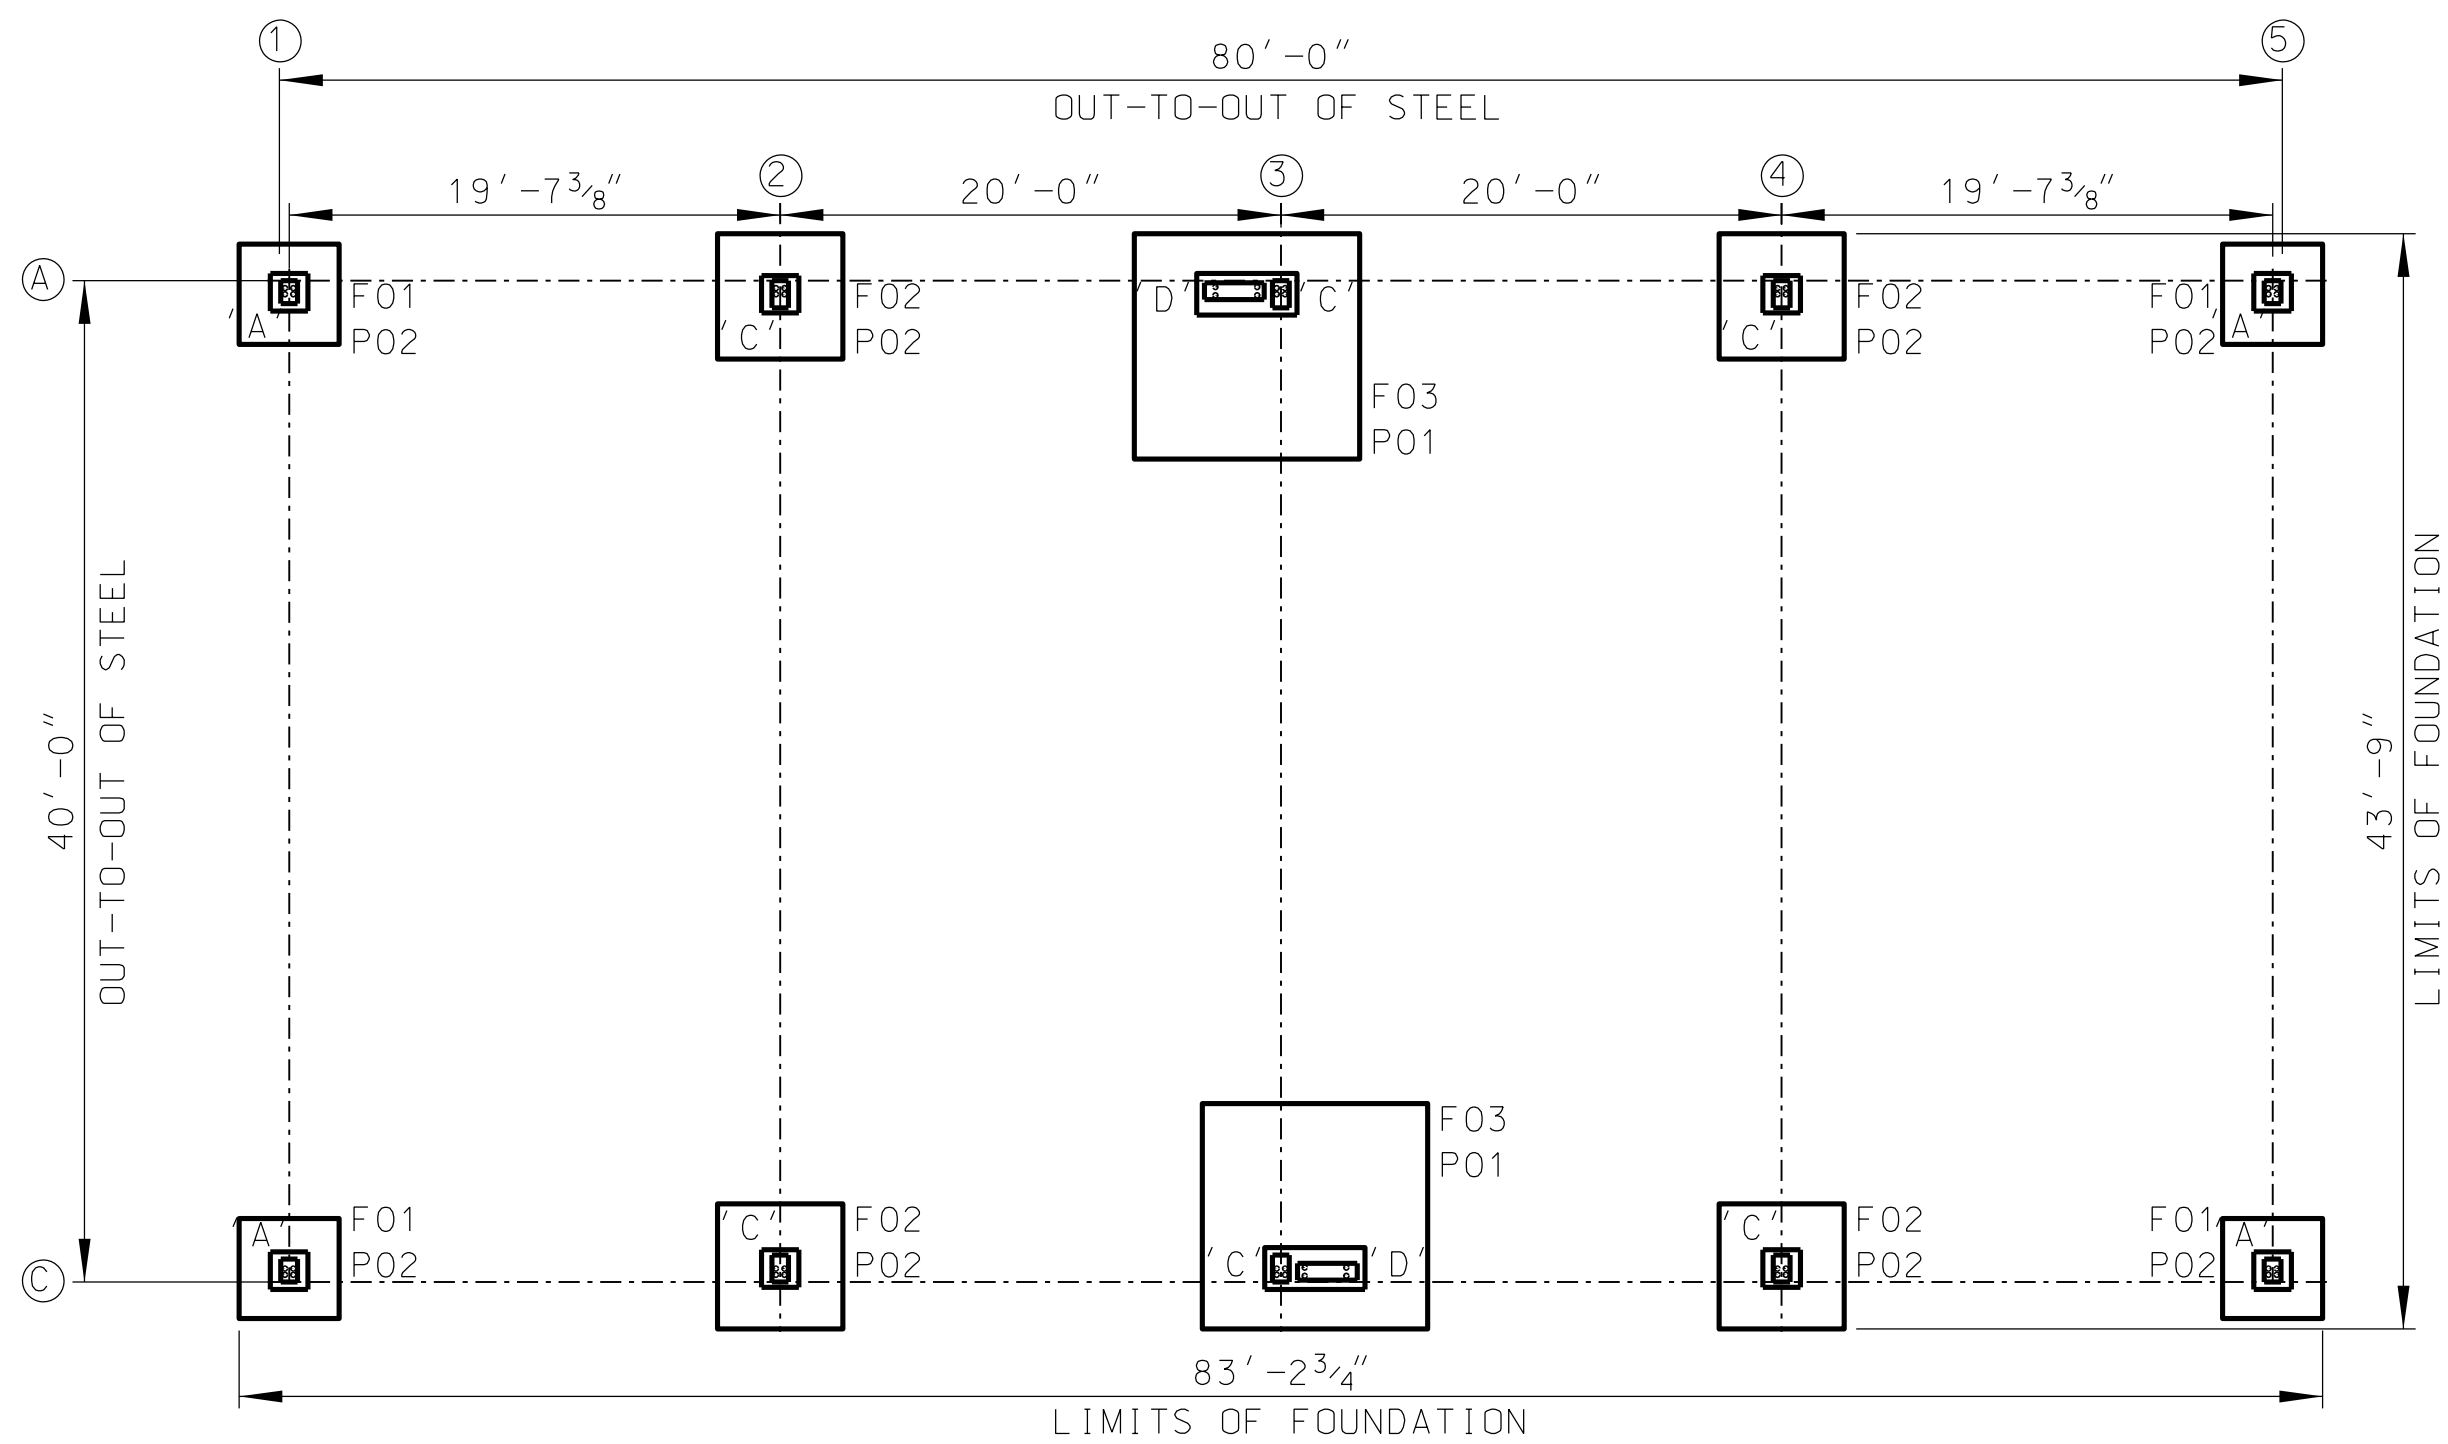 1
5
80'-0"
OUT-TO-OUT OF STEEL
2
3
4
19'-7 3/8"
20'-0"
20'-0"
19'-7 3/8"
A
F01
P02
'A'
F02
P02
'C'
'D'
'C'
F03
P01
F02
P02
'C'
F01
P02
'A'
40'-0"
OUT-TO-OUT OF STEEL
43'-9"
LIMITS OF FOUNDATION
F03
P01
C
'A'
F01
P02
'C'
F02
P02
'C'
'D'
'C'
F02
P02
F01
P02
'A'
83'-2 3/4"
LIMITS OF FOUNDATION